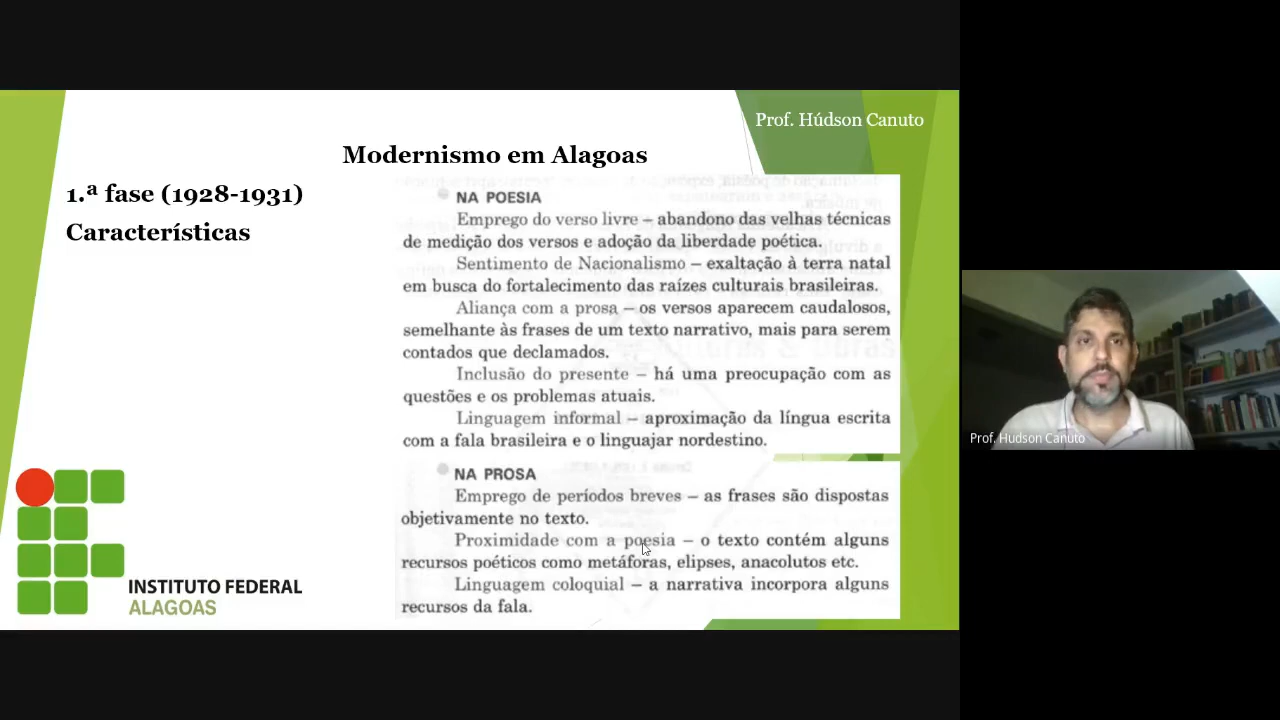 Prof. Húdson Canuto
Modernismo em Alagoas
1.ª fase (1928-1931)
Características
NA POESIA
Emprego do verso livre – abandono das velhas técnicas
de medição dos versos e adoção da liberdade poética.
Sentimento de Nacionalismo – exaltação à terra natal
em busca do fortalecimento das raízes culturais brasileiras.
Aliança com a prosa – os versos aparecem caudalosos,
semelhante às frases de um texto narrativo, mais para serem
contados que declamados.
Inclusão do presente – há uma preocupação com as
questões e os problemas atuais.
Linguagem informal – aproximação da língua escrita
com a fala brasileira e o linguajar nordestino.
NA PROSA
Emprego de períodos breves – as frases são dispostas
objetivamente no texto.
Proximidade com a poesia – o texto contém alguns
recursos poéticos como metáforas, elipses, anacolutos etc.
Linguagem coloquial – a narrativa incorpora alguns
recursos da fala.
INSTITUTO FEDERAL
ALAGOAS
Prof. Hudson Canuto